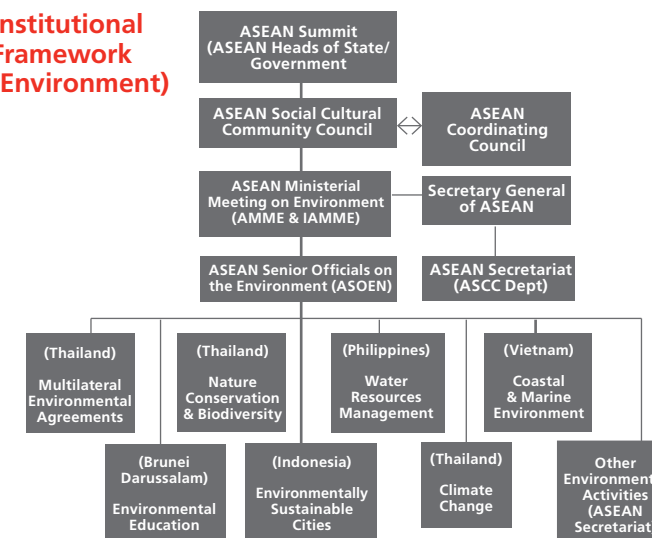 nstitutional
Framework
Environment)
ASEAN Summit
(ASEAN Heads of State/
Government
ASEAN Social Cultural
Community Council
ASEAN
Coordinating
Council
ASEAN Ministerial
Meeting on Environment
(AMME & IAMME)
Secretary General
of ASEAN
ASEAN Senior Officials on
the Environment (ASOEN)
ASEAN Secretariat
(ASCC Dept)
(Thailand)
Multilateral
Environmental
Agreements
(Thailand)
Nature
Conservation
& Biodiversity
(Philippines)
Water
Resources
Management
(Vietnam)
Coastal
& Marine
Environment
(Brunei
Darussalam)
Environmental
Education
(Indonesia)
Environmentally
Sustainable
Cities
(Thailand)
Climate
Change
Other
Environment
Activities
(ASEAN
Secretariat